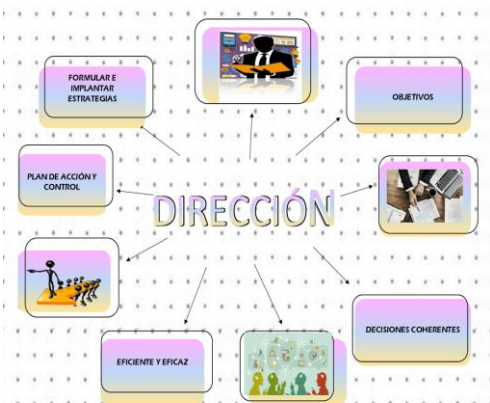 FORMULAR E
IMPLANTAR
ESTRATEGIAS
OBJETIVOS
PLAN DE ACCIÓN Y
CONTROL
DIRECCIÓN
DECISIONES COHERENTES
EFICIENTE Y EFICAZ